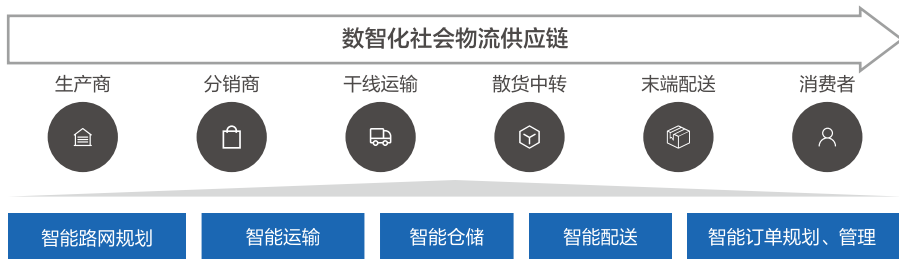 数智化社会物流供应链
生产商 分销商 干线运输 散货中转 末端配送 消费者
智能路网规划 智能运输 智能仓储 智能配送 智能订单规划、管理